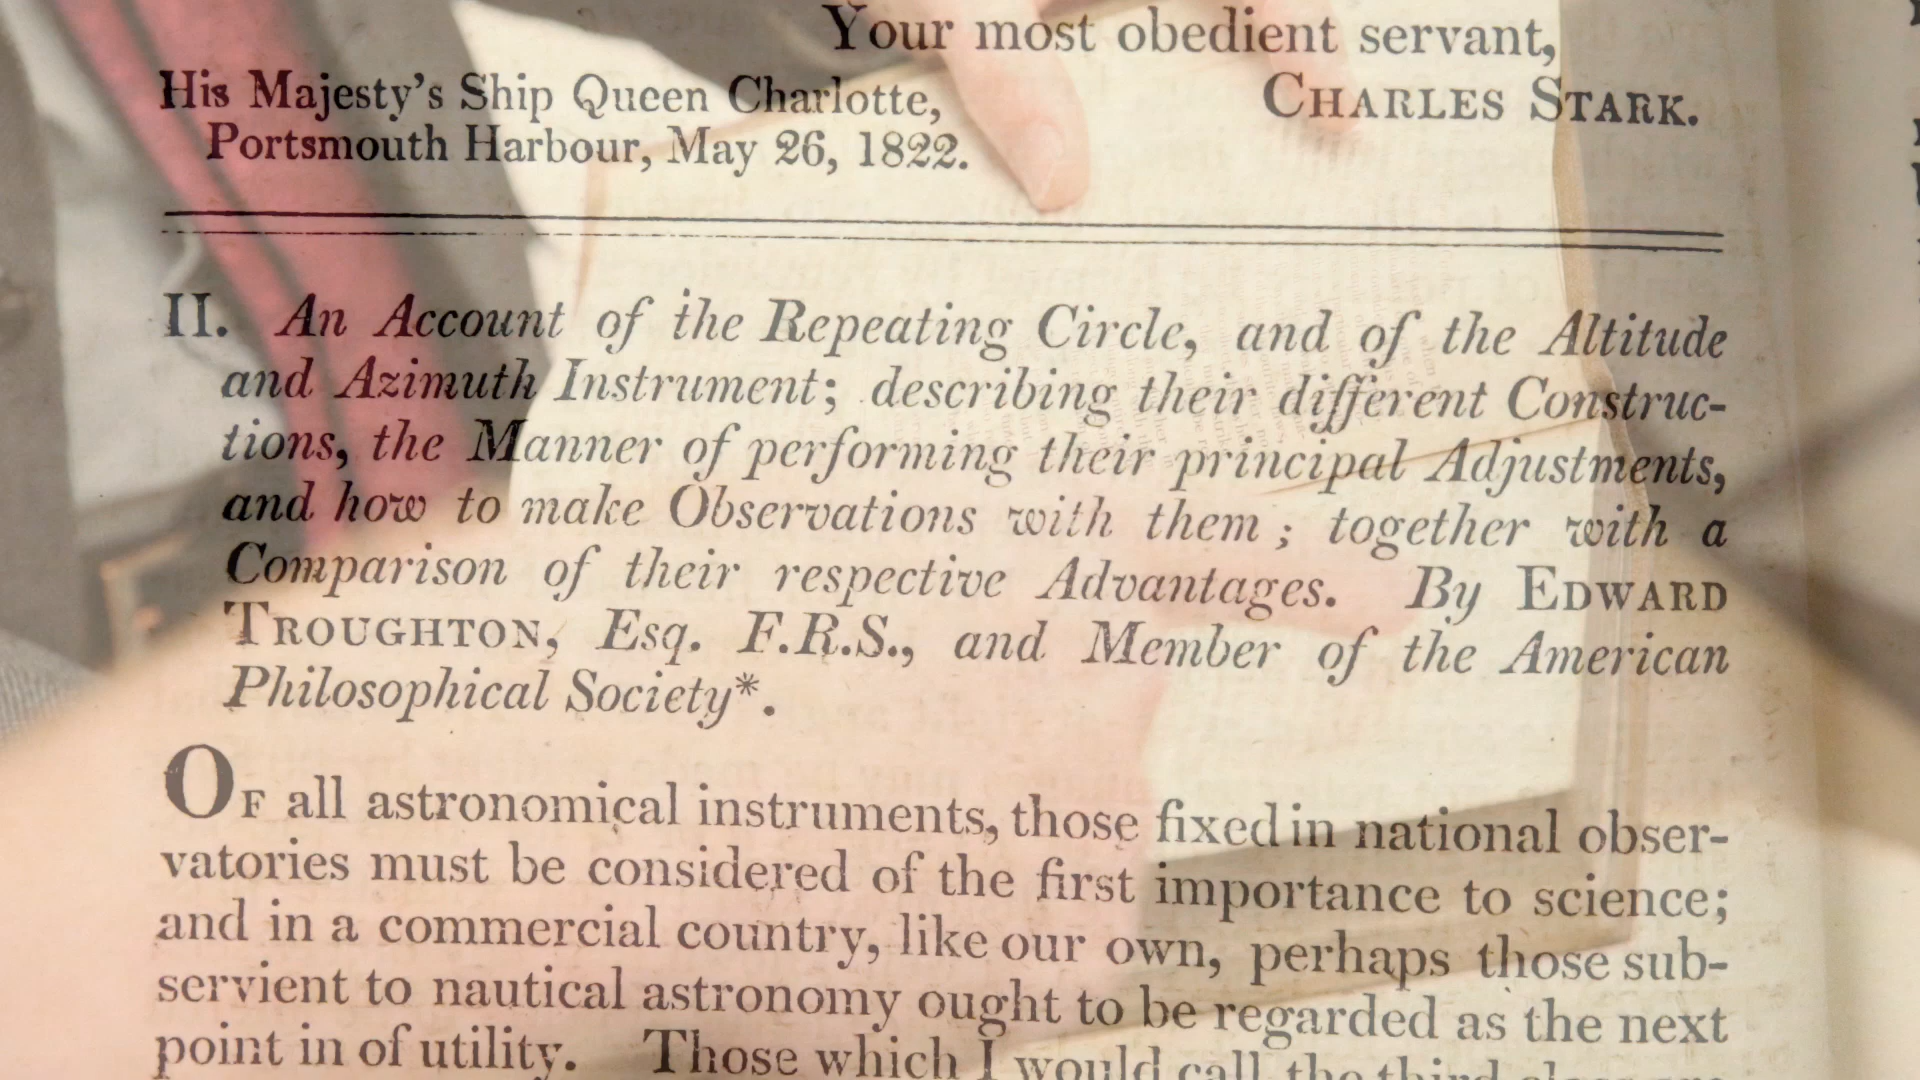 Your most obedient servant,
His Majesty's Ship Queen Charlotte, CHARLES STARK.
Portsmouth Harbour, May 26, 1822.
II. An Account of the Repeating Circle, and of the Altitude
and Azimuth Instrument; describing their different Construc-
tions, the Manner of performing their principal Adjustments,
and how to make Observations with them; together with a
Comparison of their respective Advantages. By EDWARD
TROUGHTON, Esq. F.R.S., and Member of the American
Philosophical Society*.
OF all astronomical instruments, those fixed in national obser-
vatories must be considered of the first importance to science;
and in a commercial country, like our own, perhaps those sub-
servient to nautical astronomy ought to be regarded as the next
point in of utility. Those which I would call the third class are